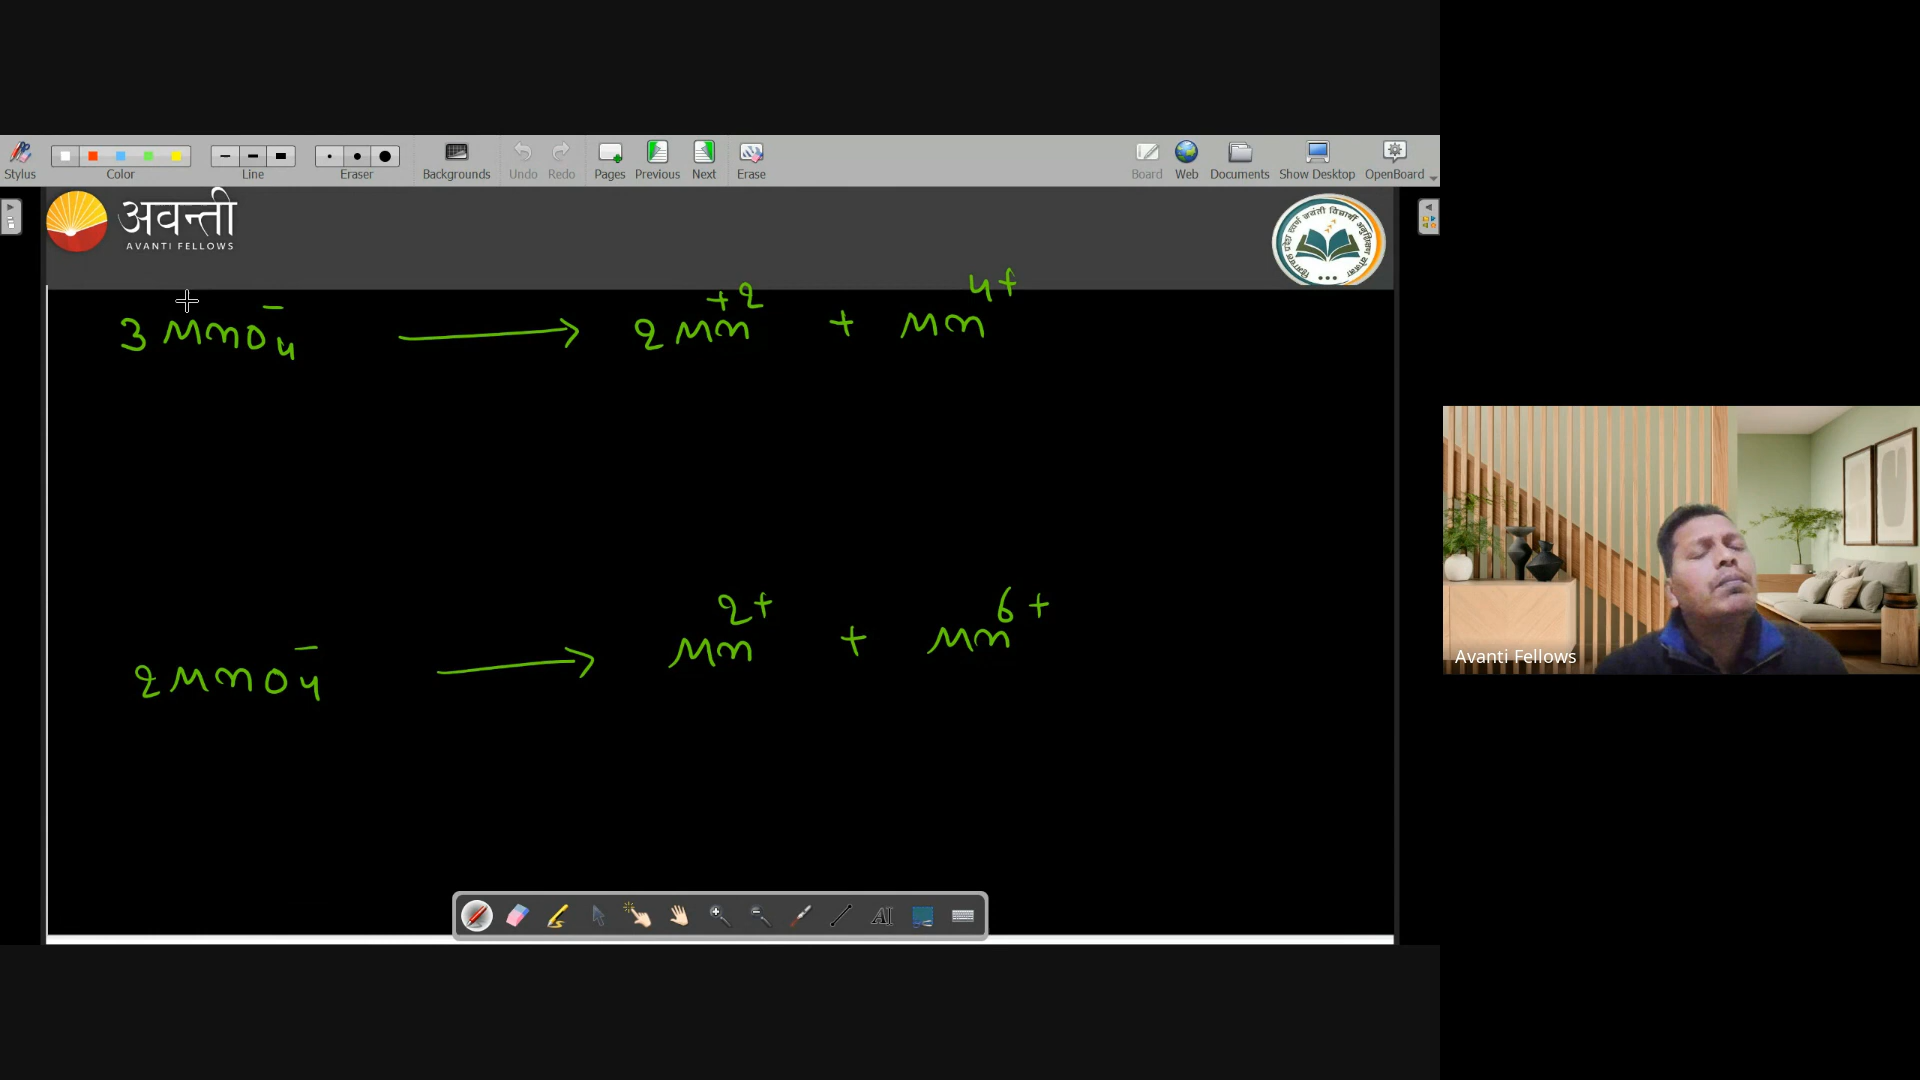 Stylus Color Line Eraser Backgrounds Undo Redo Pages Previous Next Erase Board Web Documents Show Desktop OpenBoard
अवन्ती
AVANTI FELLOWS
3 MnO₄⁻ ⟶ 2 Mn⁺² + Mn⁴⁺
2 MnO₄⁻ ⟶ Mn²⁺ + Mn⁶⁺
Avanti Fellows